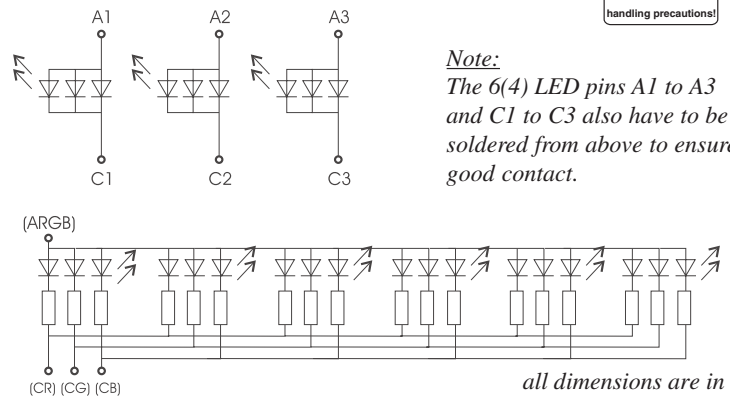 handling precautions!
A1 A2 A3
C1 C2 C3
Note:
The 6(4) LED pins A1 to A3
and C1 to C3 also have to be
soldered from above to ensure
good contact.
(ARGB)
(CR) (CG) (CB)
all dimensions are in